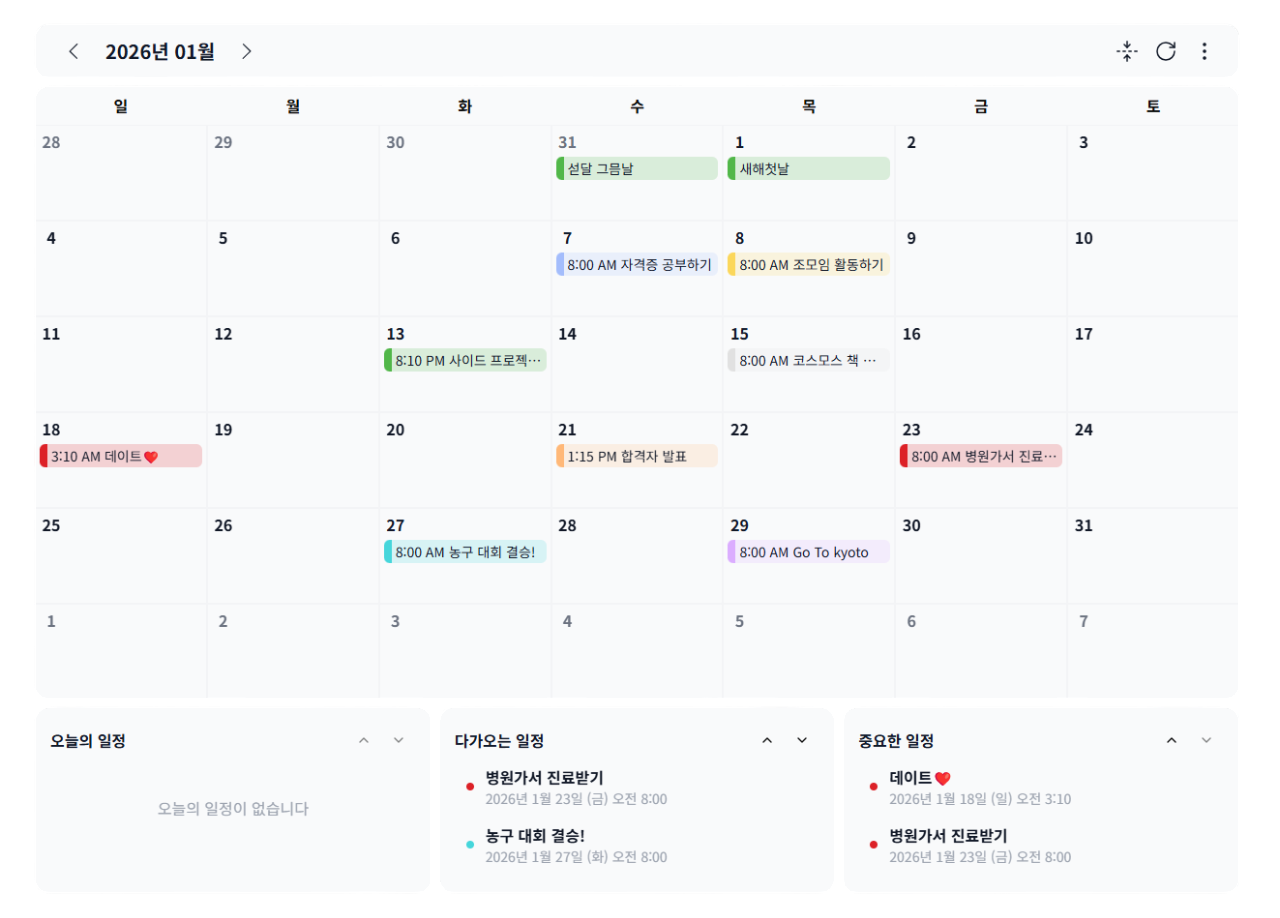 2026년 01월
일 월 화 수 목 금 토
28 29 30 31 1 2 3
섣달 그믐날 새해첫날
4 5 6 7 8 9 10
8:00 AM 자격증 공부하기 8:00 AM 조모임 활동하기
11 12 13 14 15 16 17
8:10 PM 사이드 프로젝… 8:00 AM 코스모스 책 …
18 19 20 21 22 23 24
3:10 AM 데이트❤️ 1:15 PM 합격자 발표 8:00 AM 병원가서 진료…
25 26 27 28 29 30 31
8:00 AM 농구 대회 결승! 8:00 AM Go To kyoto
1 2 3 4 5 6 7
오늘의 일정
오늘의 일정이 없습니다
다가오는 일정
병원가서 진료받기
2026년 1월 23일 (금) 오전 8:00
농구 대회 결승!
2026년 1월 27일 (화) 오전 8:00
중요한 일정
데이트❤️
2026년 1월 18일 (일) 오전 3:10
병원가서 진료받기
2026년 1월 23일 (금) 오전 8:00